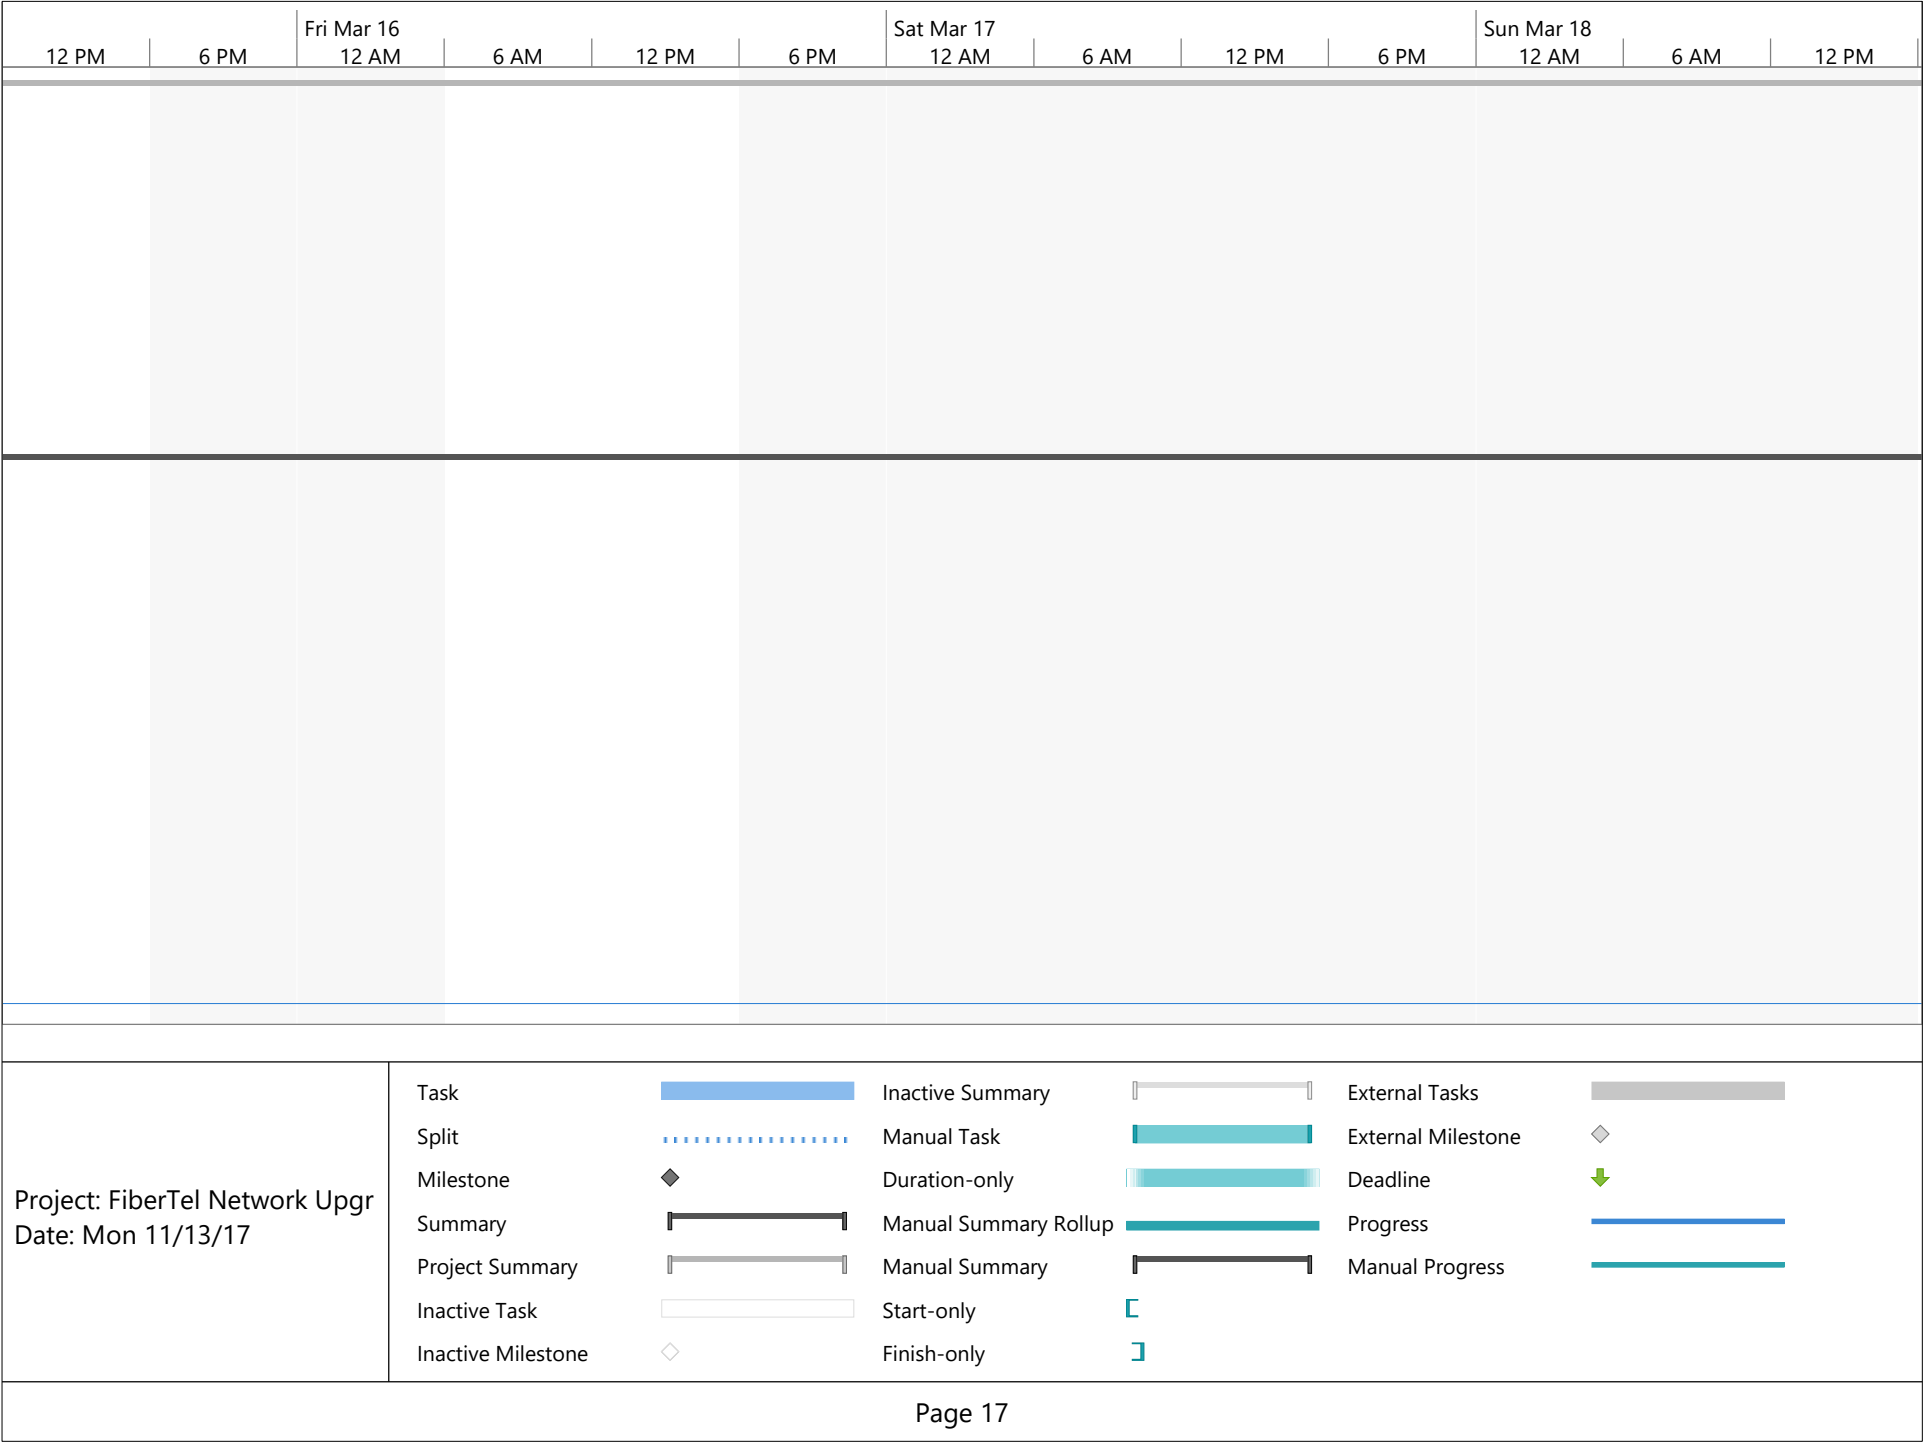 Fri Mar 16 Sat Mar 17 Sun Mar 18
12 PM 6 PM 12 AM 6 AM 12 PM 6 PM 12 AM 6 AM 12 PM 6 PM 12 AM 6 AM 12 PM
Project: FiberTel Network Upgr
Date: Mon 11/13/17
Task
Split
Milestone
Summary
Project Summary
Inactive Task
Inactive Milestone
Inactive Summary
Manual Task
Duration-only
Manual Summary Rollup
Manual Summary
Start-only
Finish-only
External Tasks
External Milestone
Deadline
Progress
Manual Progress
Page 17